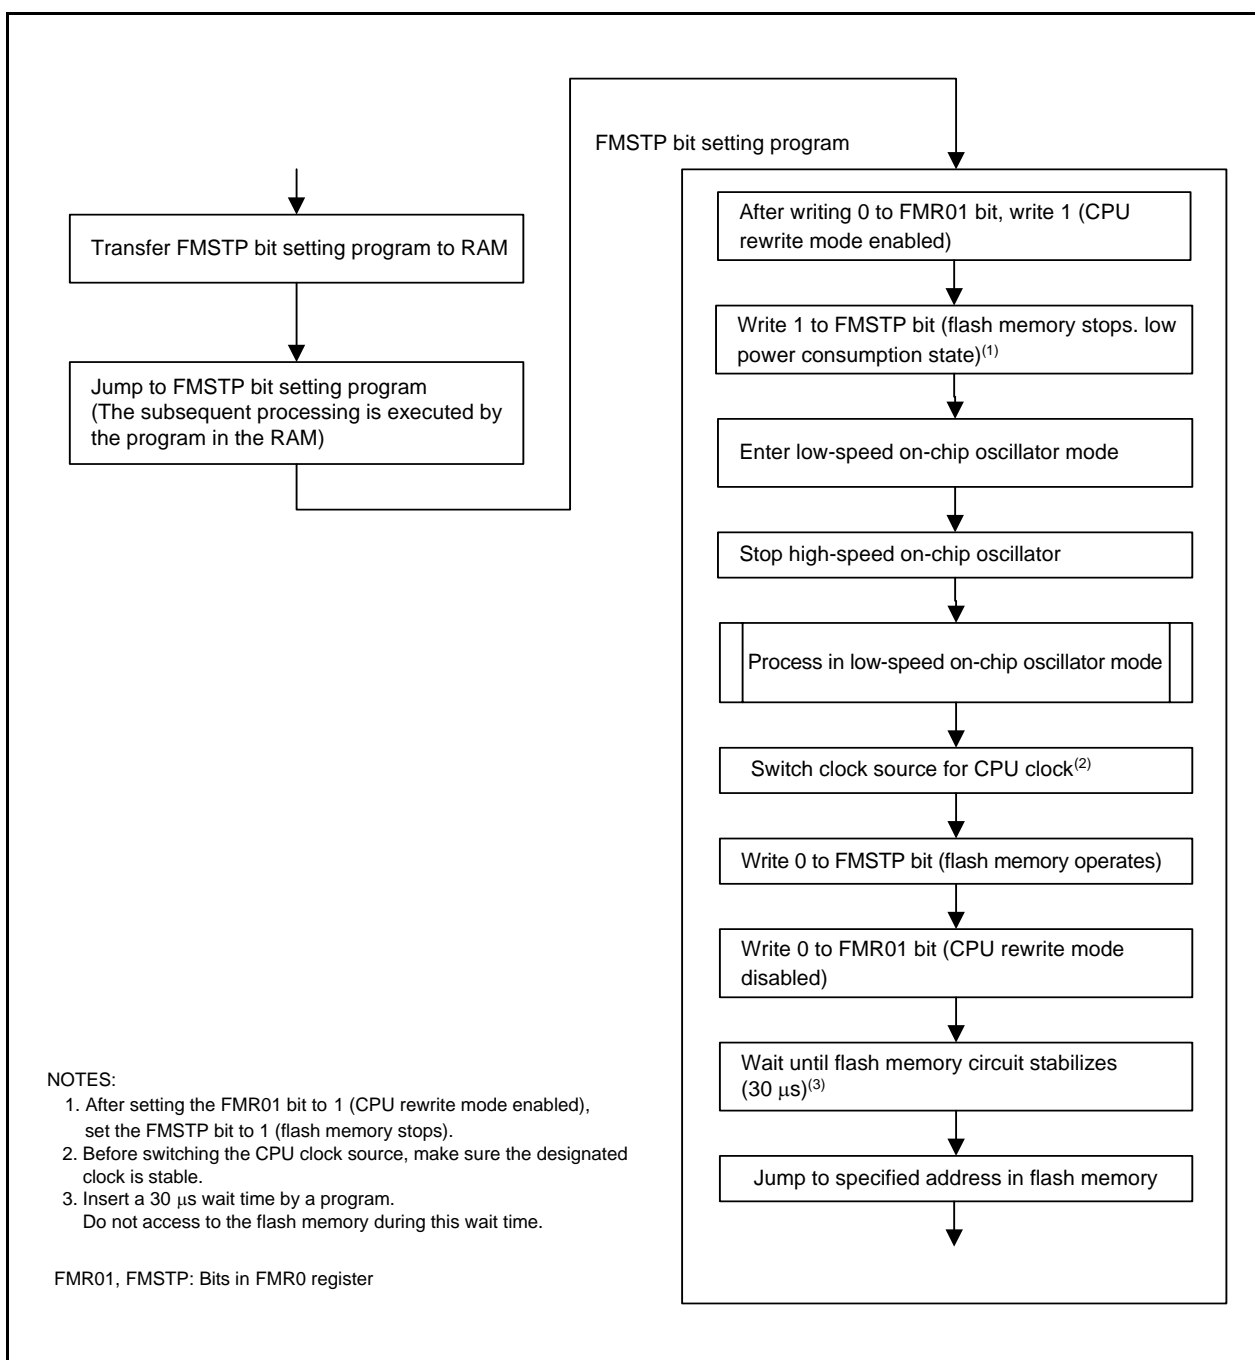 Transfer FMSTP bit setting program to RAM
Jump to FMSTP bit setting program
(The subsequent processing is executed by
the program in the RAM)
FMSTP bit setting program
After writing 0 to FMR01 bit, write 1 (CPU
rewrite mode enabled)
Write 1 to FMSTP bit (flash memory stops. low
power consumption state)(1)
Enter low-speed on-chip oscillator mode
Stop high-speed on-chip oscillator
Process in low-speed on-chip oscillator mode
Switch clock source for CPU clock(2)
Write 0 to FMSTP bit (flash memory operates)
Write 0 to FMR01 bit (CPU rewrite mode
disabled)
Wait until flash memory circuit stabilizes
(30 μs)(3)
Jump to specified address in flash memory
NOTES:
1. After setting the FMR01 bit to 1 (CPU rewrite mode enabled),
set the FMSTP bit to 1 (flash memory stops).
2. Before switching the CPU clock source, make sure the designated
clock is stable.
3. Insert a 30 μs wait time by a program.
Do not access to the flash memory during this wait time.
FMR01, FMSTP: Bits in FMR0 register